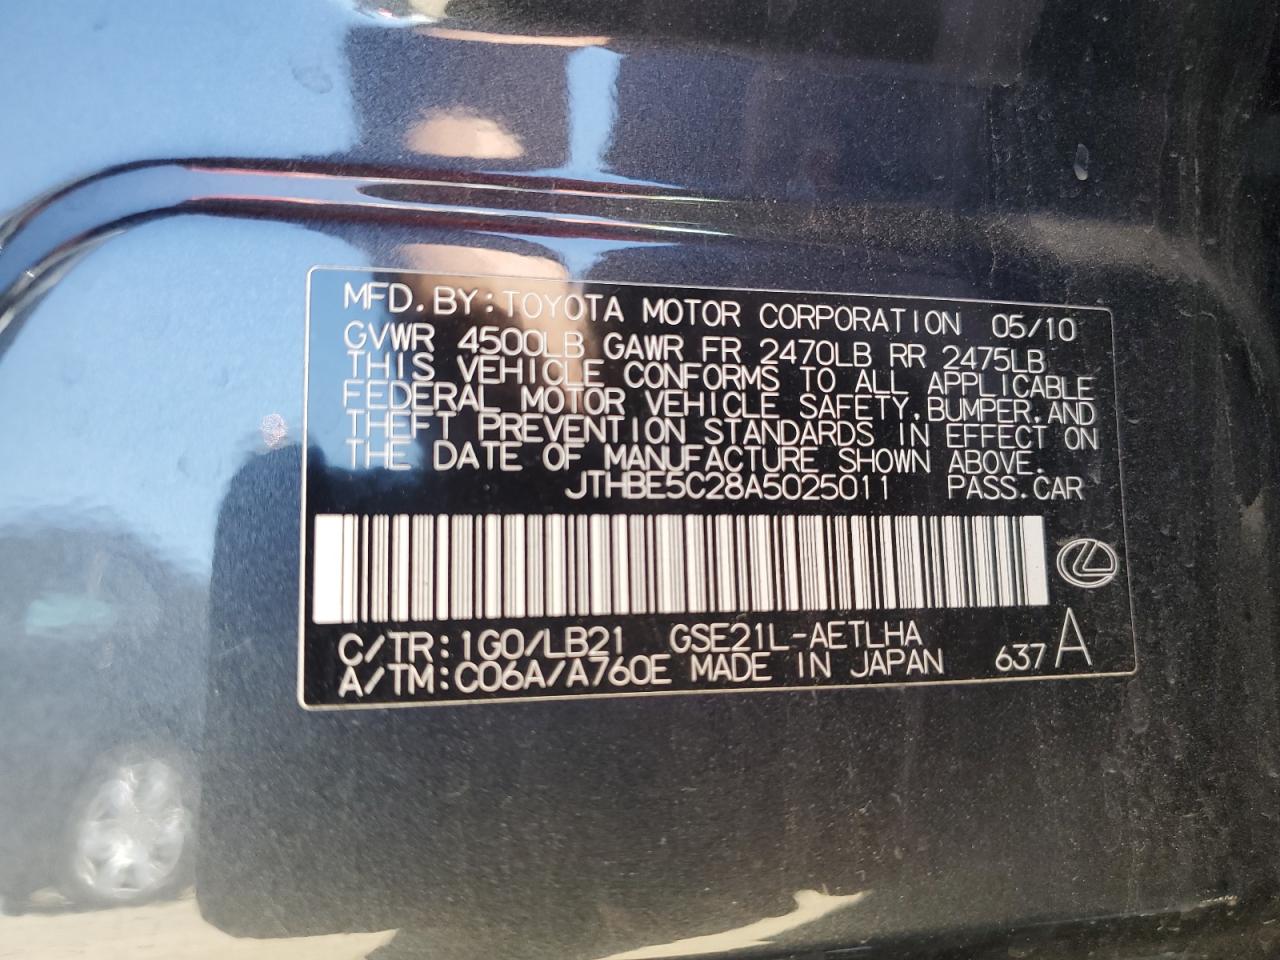 MFD. BY: TOYOTA MOTOR CORPORATION 05/10
GVWR 4500LB GAWR FR 2470LB RR 2475LB
THIS VEHICLE CONFORMS TO ALL APPLICABLE
FEDERAL MOTOR VEHICLE SAFETY, BUMPER, AND
THEFT PREVENTION STANDARDS IN EFFECT ON
THE DATE OF MANUFACTURE SHOWN ABOVE.
JTHBE5C28A5025011 PASS. CAR
C/TR: 1G0/LB21 GSE21L-AETLHA
A/TM: C06A/A760E MADE IN JAPAN 637 A